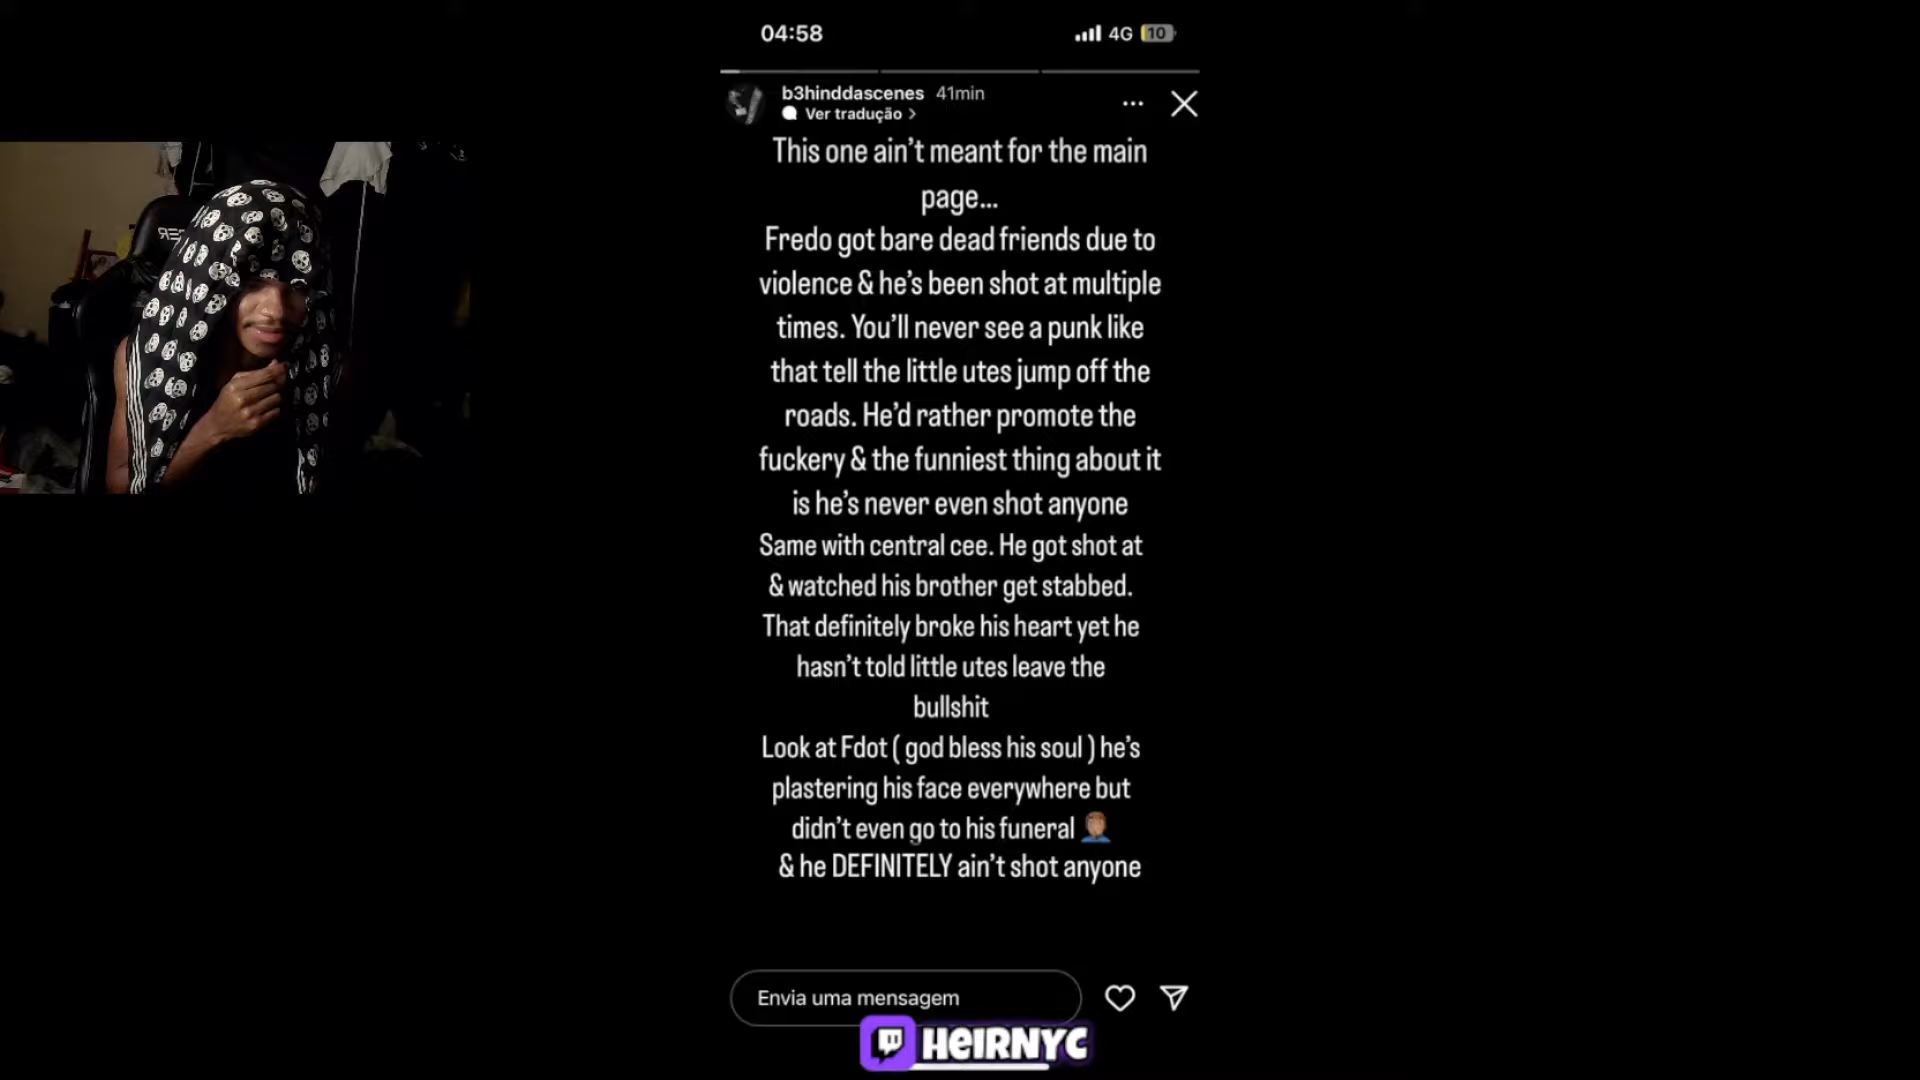 04:58
4G 10
b3hinddascenes 41min
Ver tradução >
This one ain't meant for the main
page...
Fredo got bare dead friends due to
violence & he's been shot at multiple
times. You'll never see a punk like
that tell the little utes jump off the
roads. He'd rather promote the
fuckery & the funniest thing about it
is he's never even shot anyone
Same with central cee. He got shot at
& watched his brother get stabbed.
That definitely broke his heart yet he
hasn't told little utes leave the
bullshit
Look at Fdot ( god bless his soul ) he's
plastering his face everywhere but
didn't even go to his funeral 🤦🏽‍♂️
& he DEFINITELY ain't shot anyone
Envia uma mensagem
HEIRNYC